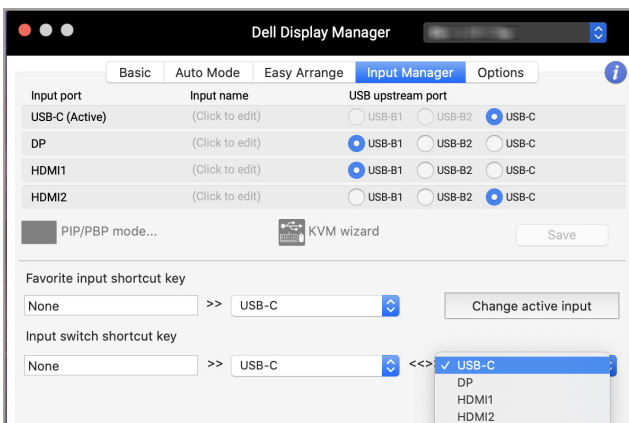 Dell Display Manager
Basic Auto Mode Easy Arrange Input Manager Options i
Input port Input name USB upstream port
USB-C (Active) (Click to edit) USB-B1 USB-B2 USB-C
DP (Click to edit) USB-B1 USB-B2 USB-C
HDMI1 (Click to edit) USB-B1 USB-B2 USB-C
HDMI2 (Click to edit) USB-B1 USB-B2 USB-C
PIP/PBP mode... KVM wizard Save
Favorite input shortcut key
None >> USB-C Change active input
Input switch shortcut key
None >> USB-C <<> ✓ USB-C
DP
HDMI1
HDMI2